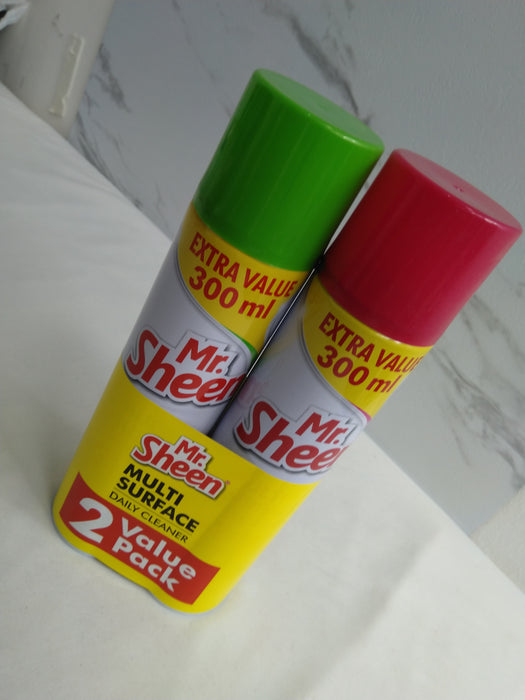 EXTRA VALUE
300 ml
Mr.
Sheen
EXTRA VALUE
300 ml
Mr.
Sheen
Mr.
Sheen
MULTI
SURFACE
DAILY CLEANER
2 Value
Pack